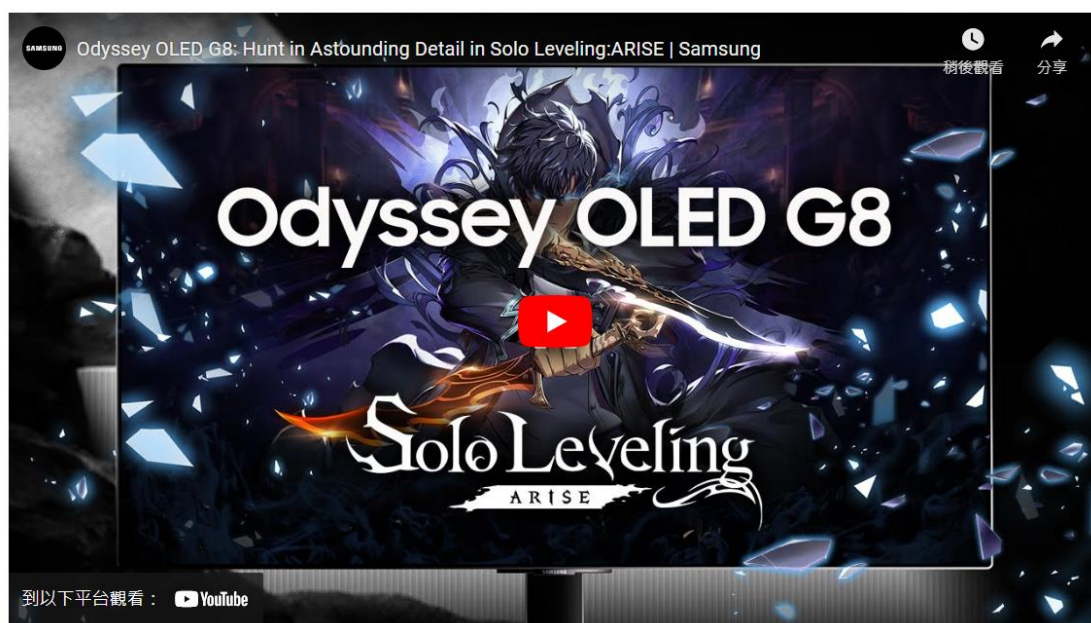 SAMSUNG
Odyssey OLED G8: Hunt in Astounding Detail in Solo Leveling:ARISE | Samsung
稍後觀看
分享
Odyssey OLED G8
Solo Leveling
ARISE
SAMSUNG
到以下平台觀看： YouTube